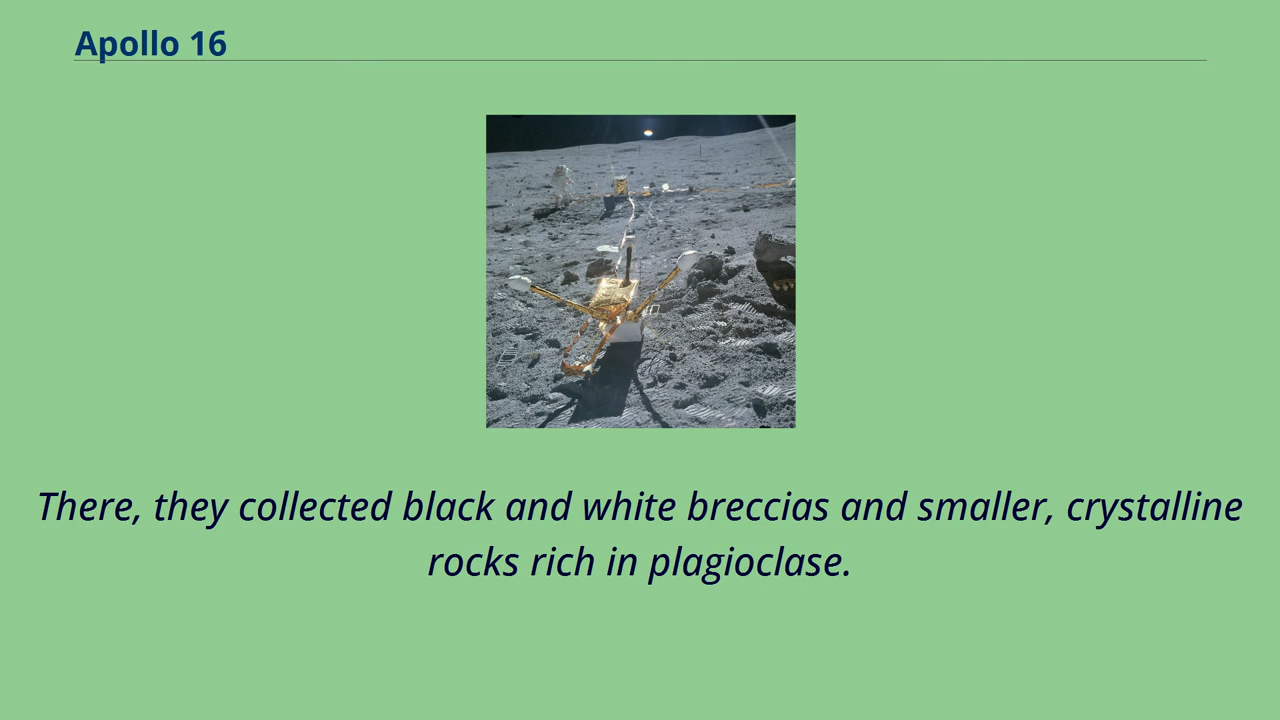 Apollo 16
There, they collected black and white breccias and smaller, crystalline
rocks rich in plagioclase.